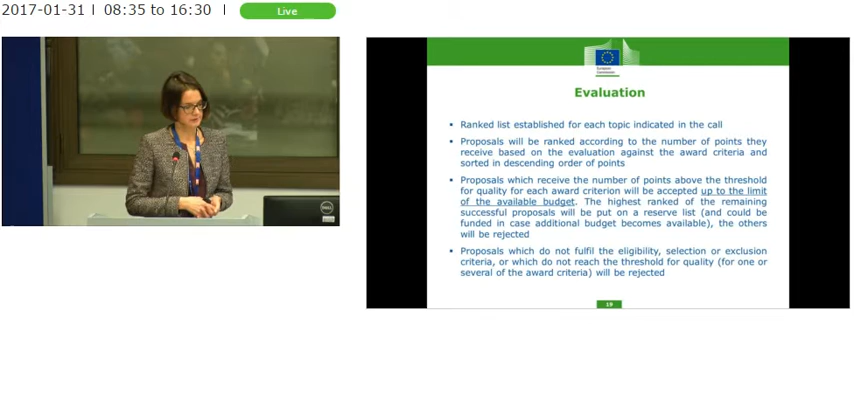 2017-01-31 I 08:35 to 16:30 I Live
European
Commission
Evaluation
• Ranked list established for each topic indicated in the call
• Proposals will be ranked according to the number of points they
receive based on the evaluation against the award criteria and
sorted in descending order of points
• Proposals which receive the number of points above the threshold
for quality for each award criterion will be accepted up to the limit
of the available budget. The highest ranked of the remaining
successful proposals will be put on a reserve list (and could be
funded in case additional budget becomes available), the others
will be rejected
• Proposals which do not fulfil the eligibility, selection or exclusion
criteria, or which do not reach the threshold for quality (for one or
several of the award criteria) will be rejected
19